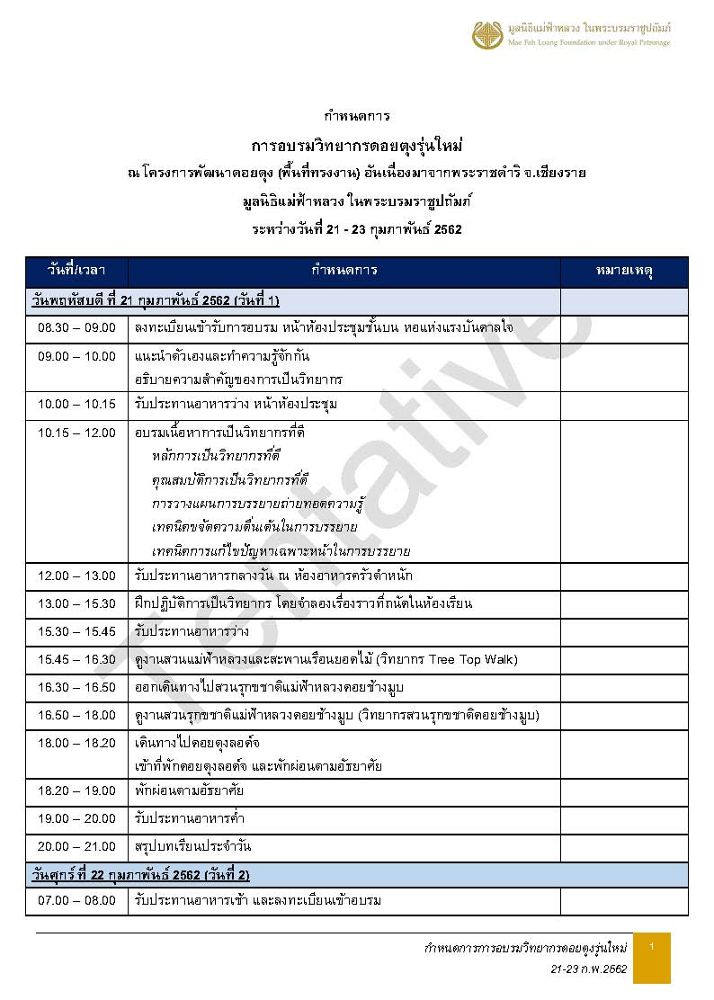 มูลนิธิแม่ฟ้าหลวง ในพระบรมราชูปถัมภ์
Mae Fah Luang Foundation under Royal Patronage
กำหนดการ
การอบรมวิทยากรดอยตุงรุ่นใหม่
ณ โครงการพัฒนาดอยตุง (พื้นที่ทรงงาน) อันเนื่องมาจากพระราชดำริ จ.เชียงราย
มูลนิธิแม่ฟ้าหลวง ในพระบรมราชูปถัมภ์
ระหว่างวันที่ 21 - 23 กุมภาพันธ์ 2562
วันที่/เวลา กำหนดการ หมายเหตุ
วันพฤหัสบดี ที่ 21 กุมภาพันธ์ 2562 (วันที่ 1)
08.30 – 09.00 ลงทะเบียนเข้ารับการอบรม หน้าห้องประชุมชั้นบน หอแห่งแรงบันดาลใจ
09.00 – 10.00 แนะนำตัวเองและทำความรู้จักกัน
อธิบายความสำคัญของการเป็นวิทยากร
10.00 – 10.15 รับประทานอาหารว่าง หน้าห้องประชุม
10.15 – 12.00 อบรมเนื้อหาการเป็นวิทยากรที่ดี
หลักการเป็นวิทยากรที่ดี
คุณสมบัติการเป็นวิทยากรที่ดี
การวางแผนการบรรยายถ่ายทอดความรู้
เทคนิคขจัดความตื่นเต้นในการบรรยาย
เทคนิคการแก้ไขปัญหาเฉพาะหน้าในการบรรยาย
12.00 – 13.00 รับประทานอาหารกลางวัน ณ ห้องอาหารครัวตำหนัก
13.00 – 15.30 ฝึกปฏิบัติการเป็นวิทยากร โดยจำลองเรื่องราวที่ถนัดในห้องเรียน
15.30 – 15.45 รับประทานอาหารว่าง
15.45 – 16.30 ดูงานสวนแม่ฟ้าหลวงและสะพานเรือนยอดไม้ (วิทยากร Tree Top Walk)
16.30 – 16.50 ออกเดินทางไปสวนรุกขชาติแม่ฟ้าหลวงดอยช้างมูบ
16.50 – 18.00 ดูงานสวนรุกขชาติแม่ฟ้าหลวงดอยช้างมูบ (วิทยากรสวนรุกขชาติดอยช้างมูบ)
18.00 – 18.20 เดินทางไปดอยตุงลอด์จ
เข้าที่พักดอยตุงลอด์จ และพักผ่อนตามอัธยาศัย
18.20 – 19.00 พักผ่อนตามอัธยาศัย
19.00 – 20.00 รับประทานอาหารค่ำ
20.00 – 21.00 สรุปบทเรียนประจำวัน
วันศุกร์ ที่ 22 กุมภาพันธ์ 2562 (วันที่ 2)
07.00 – 08.00 รับประทานอาหารเช้า และลงทะเบียนเข้าอบรม
Tentative
กำหนดการการอบรมวิทยากรดอยตุงรุ่นใหม่ 1
21-23 ก.พ.2562